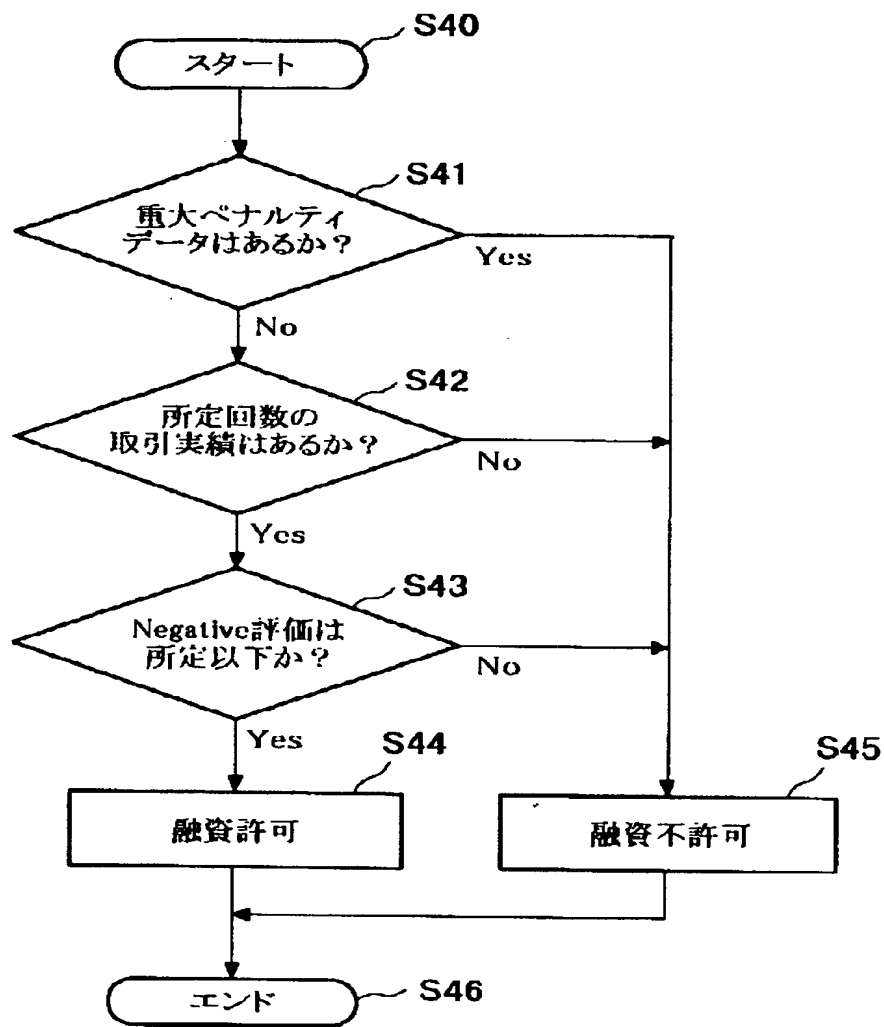 S40
スタート
S41
重大ペナルティ
データはあるか？
Yes
No
S42
所定回数の
取引実績はあるか？
No
Yes
S43
Negative評価は
所定以下か？
No
Yes
S44
融資許可
S45
融資不許可
エンド
S46